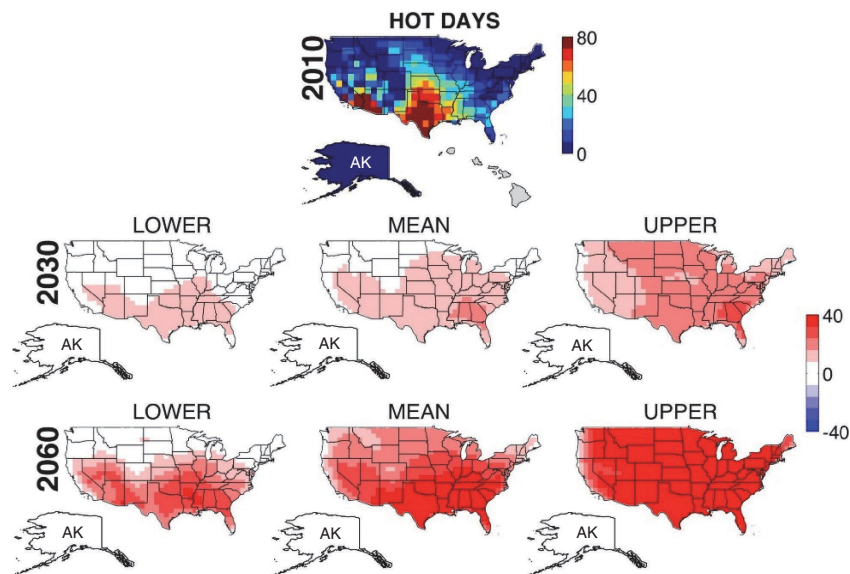 HOT DAYS
2010
80
40
0
AK
LOWER
MEAN
UPPER
2030
AK
AK
AK
40
0
-40
LOWER
MEAN
UPPER
2060
AK
AK
AK